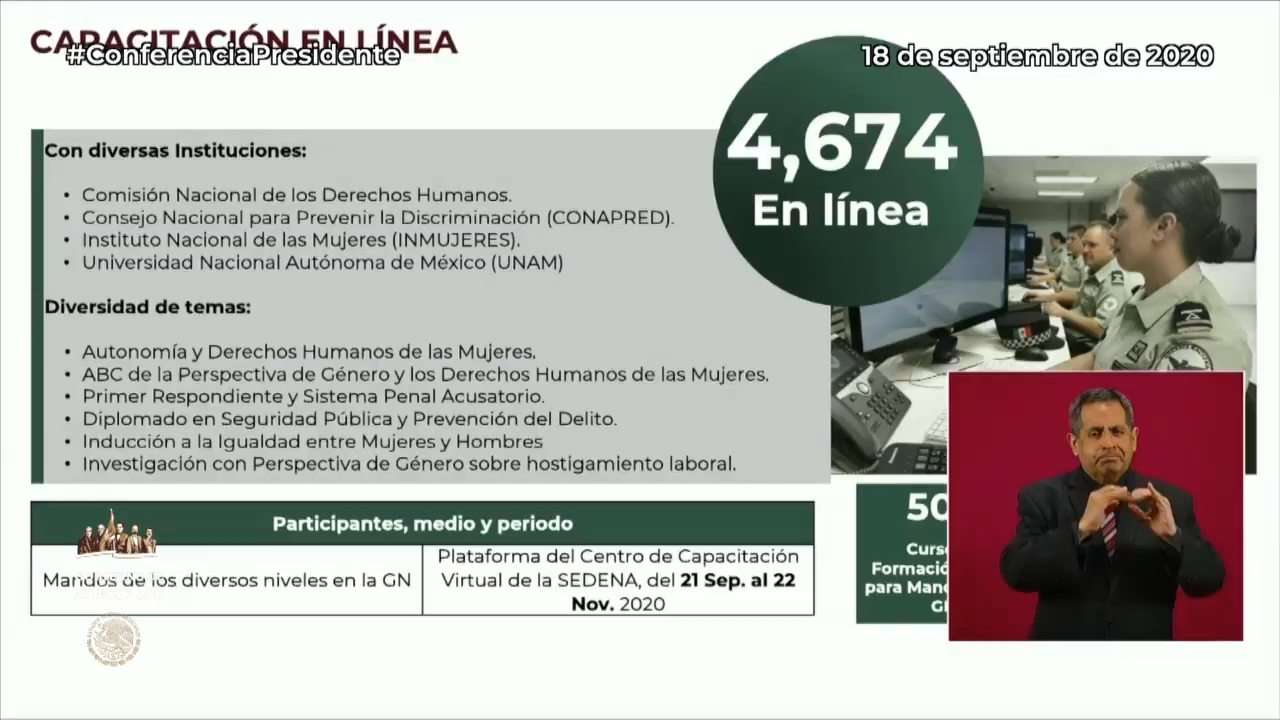 CAPACITACIÓN EN LÍNEA
#ConferenciaPresidente
18 de septiembre de 2020
4,674
En línea
Con diversas Instituciones:
• Comisión Nacional de los Derechos Humanos.
• Consejo Nacional para Prevenir la Discriminación (CONAPRED).
• Instituto Nacional de las Mujeres (INMUJERES).
• Universidad Nacional Autónoma de México (UNAM)
Diversidad de temas:
• Autonomía y Derechos Humanos de las Mujeres.
• ABC de la Perspectiva de Género y los Derechos Humanos de las Mujeres.
• Primer Respondiente y Sistema Penal Acusatorio.
• Diplomado en Seguridad Pública y Prevención del Delito.
• Inducción a la Igualdad entre Mujeres y Hombres
• Investigación con Perspectiva de Género sobre hostigamiento laboral.
Participantes, medio y periodo
Mandos de los diversos niveles en la GN
Plataforma del Centro de Capacitación
Virtual de la SEDENA, del 21 Sep. al 22
Nov. 2020
50
para